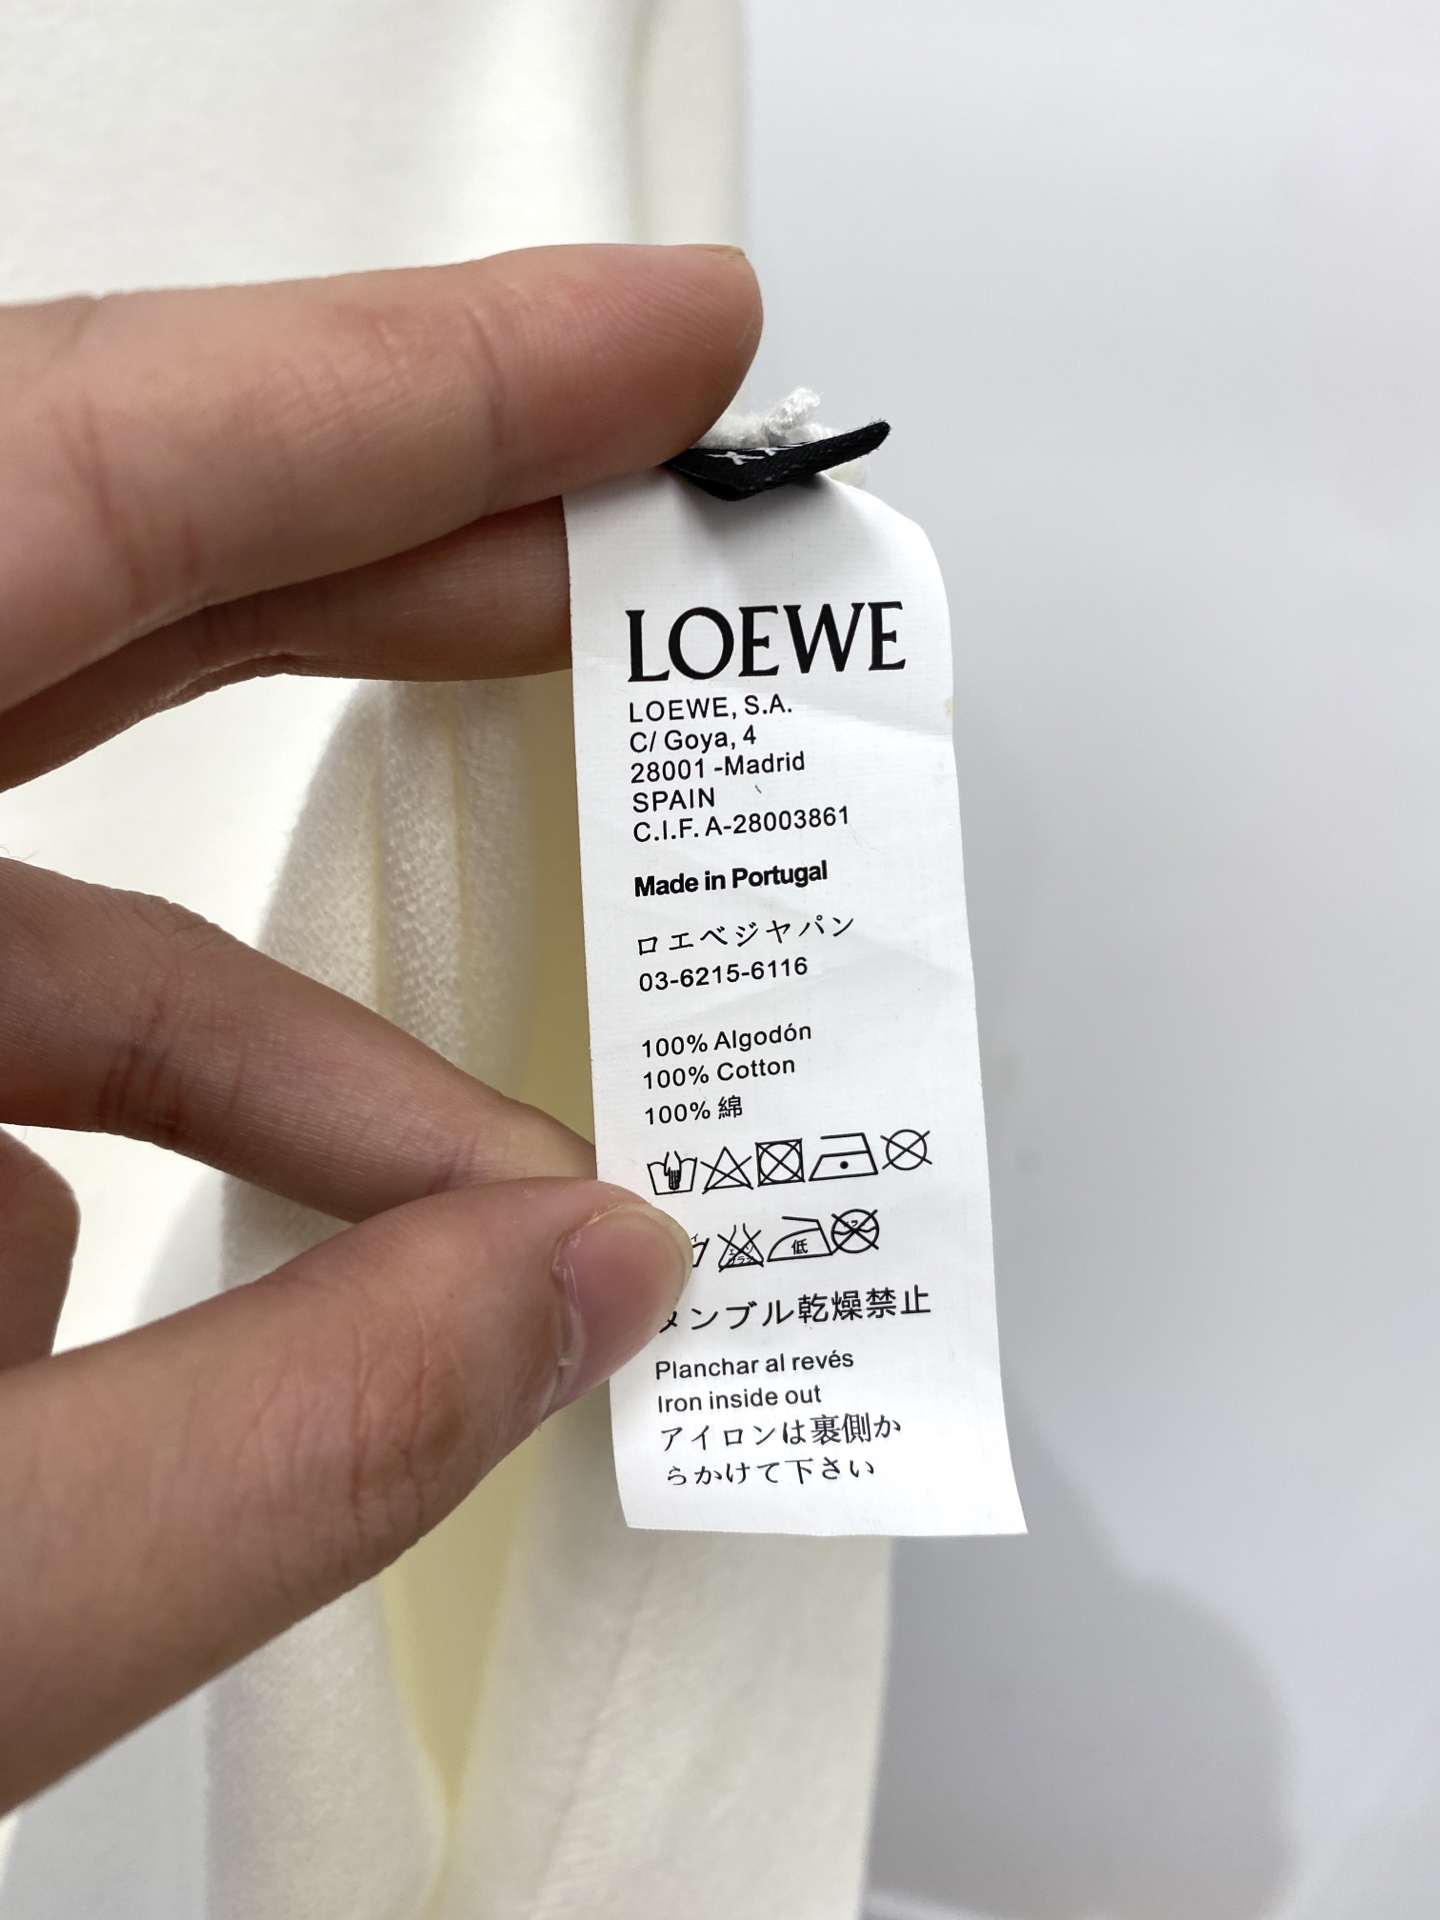 LOEWE
LOEWE, S.A.
C/ Goya, 4
28001 -Madrid
SPAIN
C.I.F. A-28003861
Made in Portugal
ロエベジャパン
03-6215-6116
100% Algodón
100% Cotton
100% 綿
低
ンブル乾燥禁止
Planchar al revés
Iron inside out
アイロンは裏側か
らかけて下さい